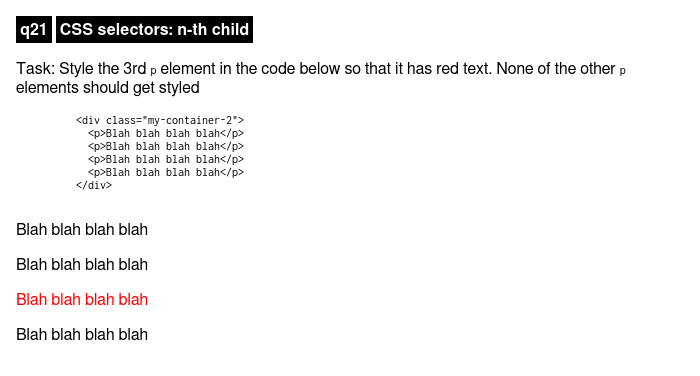 q21 CSS selectors: n-th child
Task: Style the 3rd p element in the code below so that it has red text. None of the other p
elements should get styled
<div class="my-container-2">
<p>Blah blah blah blah</p>
<p>Blah blah blah blah</p>
<p>Blah blah blah blah</p>
<p>Blah blah blah blah</p>
</div>
Blah blah blah blah
Blah blah blah blah
Blah blah blah blah
Blah blah blah blah